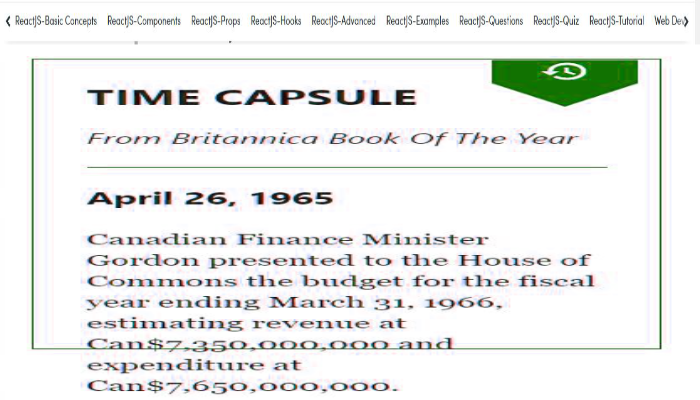 ReactJS-Basic Concepts ReactJS-Components ReactJS-Props ReactJS-Hooks ReactJS-Advanced ReactJS-Examples ReactJS-Questions ReactJS-Quiz ReactJS-Tutorial Web Dev
TIME CAPSULE
From Britannica Book Of The Year
April 26, 1965
Canadian Finance Minister
Gordon presented to the House of
Commons the budget for the fiscal
year ending March 31, 1966,
estimating revenue at
Can$7,350,000,000 and
expenditure at
Can$7,650,000,000.